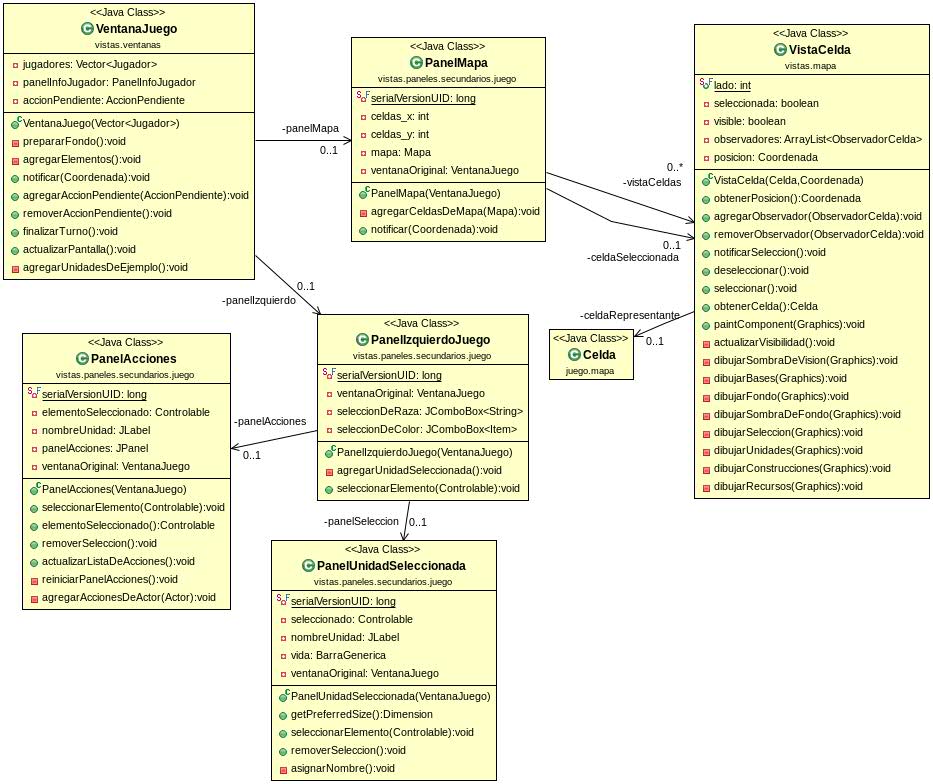 <<Java Class>>
VentanaJuego
vistas.ventanas
jugadores: Vector<Jugador>
panelInfoJugador: PanelInfoJugador
accionPendiente: AccionPendiente
VentanaJuego(Vector<Jugador>)
prepararFondo():void
agregarElementos():void
notificar(Coordenada):void
agregarAccionPendiente(AccionPendiente):void
removerAccionPendiente():void
finalizarTurno():void
actualizarPantalla():void
agregarUnidadesDeEjemplo():void
-panelMapa
0..1
<<Java Class>>
PanelMapa
vistas.paneles.secundarios.juego
serialVersionUID: long
celdas_x: int
celdas_y: int
mapa: Mapa
ventanaOriginal: VentanaJuego
PanelMapa(VentanaJuego)
agregarCeldasDeMapa(Mapa):void
notificar(Coordenada):void
0..*
-vistaCeldas
0..1
-celdaSeleccionada
<<Java Class>>
VistaCelda
vistas.mapa
lado: int
seleccionada: boolean
visible: boolean
observadores: ArrayList<ObservadorCelda>
posicion: Coordenada
VistaCelda(Celda,Coordenada)
obtenerPosicion():Coordenada
agregarObservador(ObservadorCelda):void
removerObservador(ObservadorCelda):void
notificarSeleccion():void
deseleccionar():void
seleccionar():void
obtenerCelda():Celda
paintComponent(Graphics):void
actualizarVisibilidad():void
dibujarSombraDeVision(Graphics):void
dibujarBases(Graphics):void
dibujarFondo(Graphics):void
dibujarSombraDeFondo(Graphics):void
dibujarSeleccion(Graphics):void
dibujarUnidades(Graphics):void
dibujarConstrucciones(Graphics):void
dibujarRecursos(Graphics):void
-celdaRepresentante
0..1
<<Java Class>>
Celda
juego.mapa
0..1
-panelIzquierdo
<<Java Class>>
PanelIzquierdoJuego
vistas.paneles.secundarios.juego
serialVersionUID: long
ventanaOriginal: VentanaJuego
seleccionDeRaza: JComboBox<String>
seleccionDeColor: JComboBox<Item>
PanelIzquierdoJuego(VentanaJuego)
agregarUnidadSeleccionada():void
seleccionarElemento(Controlable):void
-panelAcciones
0..1
<<Java Class>>
PanelAcciones
vistas.paneles.secundarios.juego
serialVersionUID: long
elementoSeleccionado: Controlable
nombreUnidad: JLabel
panelAcciones: JPanel
ventanaOriginal: VentanaJuego
PanelAcciones(VentanaJuego)
seleccionarElemento(Controlable):void
elementoSeleccionado():Controlable
removerSeleccion():void
actualizarListaDeAcciones():void
reiniciarPanelAcciones():void
agregarAccionesDeActor(Actor):void
-panelSeleccion
0..1
<<Java Class>>
PanelUnidadSeleccionada
vistas.paneles.secundarios.juego
serialVersionUID: long
seleccionado: Controlable
nombreUnidad: JLabel
vida: BarraGenerica
ventanaOriginal: VentanaJuego
PanelUnidadSeleccionada(VentanaJuego)
getPreferredSize():Dimension
seleccionarElemento(Controlable):void
removerSeleccion():void
asignarNombre():void